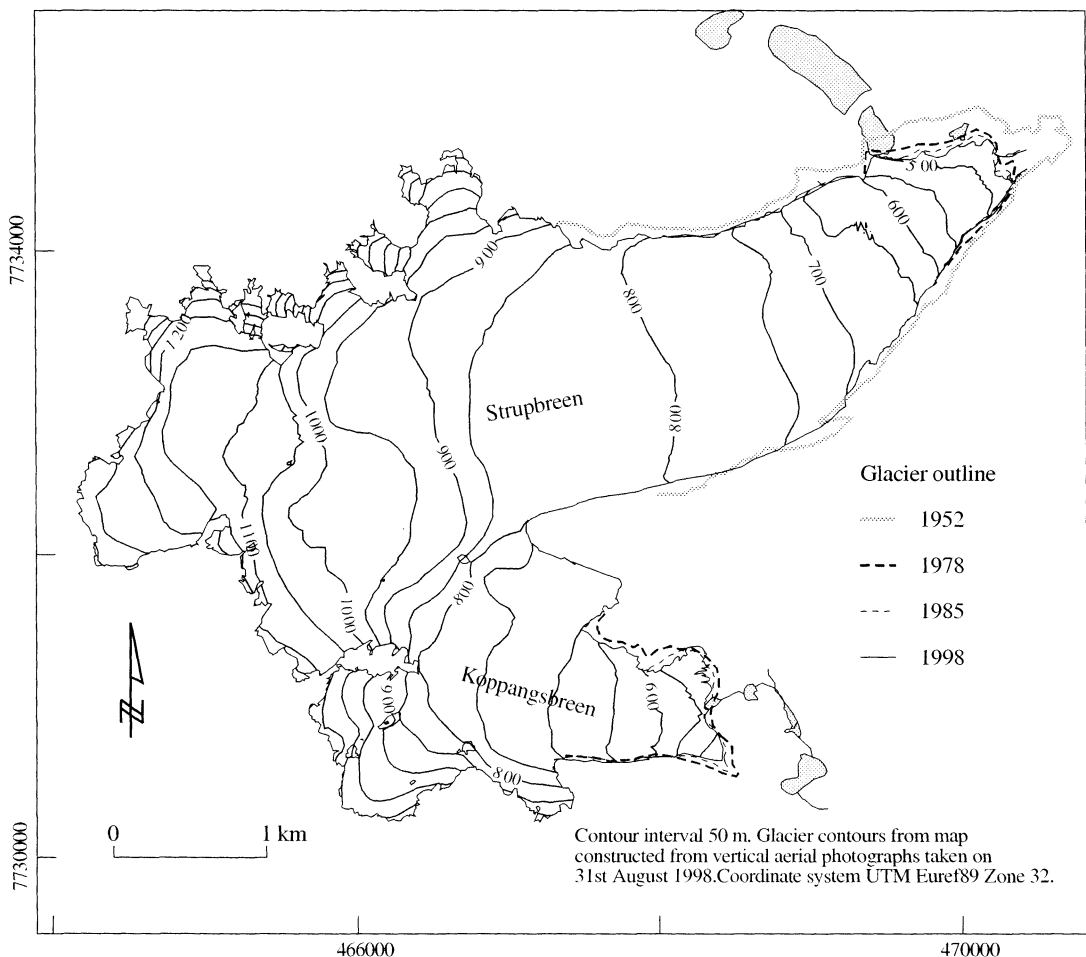 500
600
7734000
900
700
800
1200
Strupbreen
1000
800
900
Glacier outline
1952
1100
1978
800
1985
1000
1998
Koppangsbreen
600
900
N
800
0 1 km
Contour interval 50 m. Glacier contours from map
constructed from vertical aerial photographs taken on
31st August 1998.Coordinate system UTM Euref89 Zone 32.
7730000
466000 470000